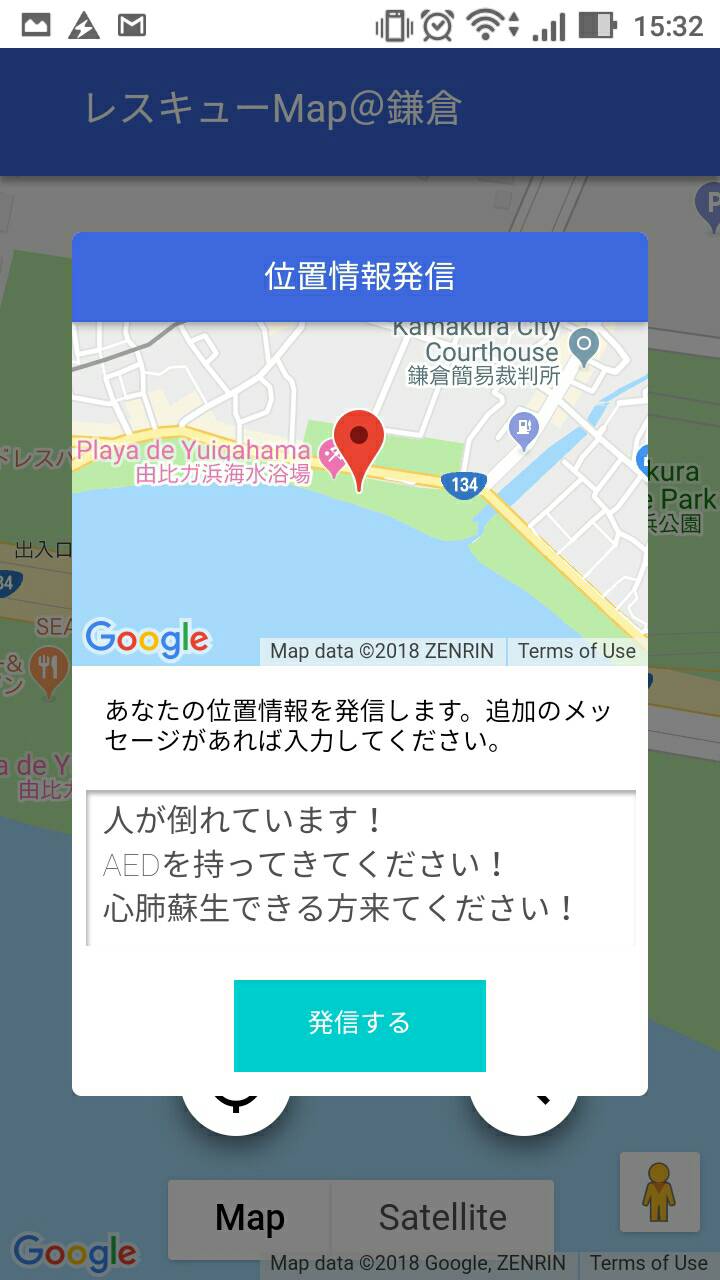 15:32
レスキューMap@鎌倉
P
位置情報発信
Kamakura City
Courthouse
鎌倉簡易裁判所
Playa de Yuigahama
由比ガ浜海水浴場
134
ドレスパ
kura
e Park
浜公園
出入口
34
SEA
Google
Map data ©2018 ZENRIN
Terms of Use
&
ン
あなたの位置情報を発信します。追加のメッ
セージがあれば入力してください。
a de Y
由比ガ
人が倒れています！
AEDを持ってきてください！
心肺蘇生できる方来てください！
発信する
Map
Satellite
Google
Map data ©2018 Google, ZENRIN
Terms of Use